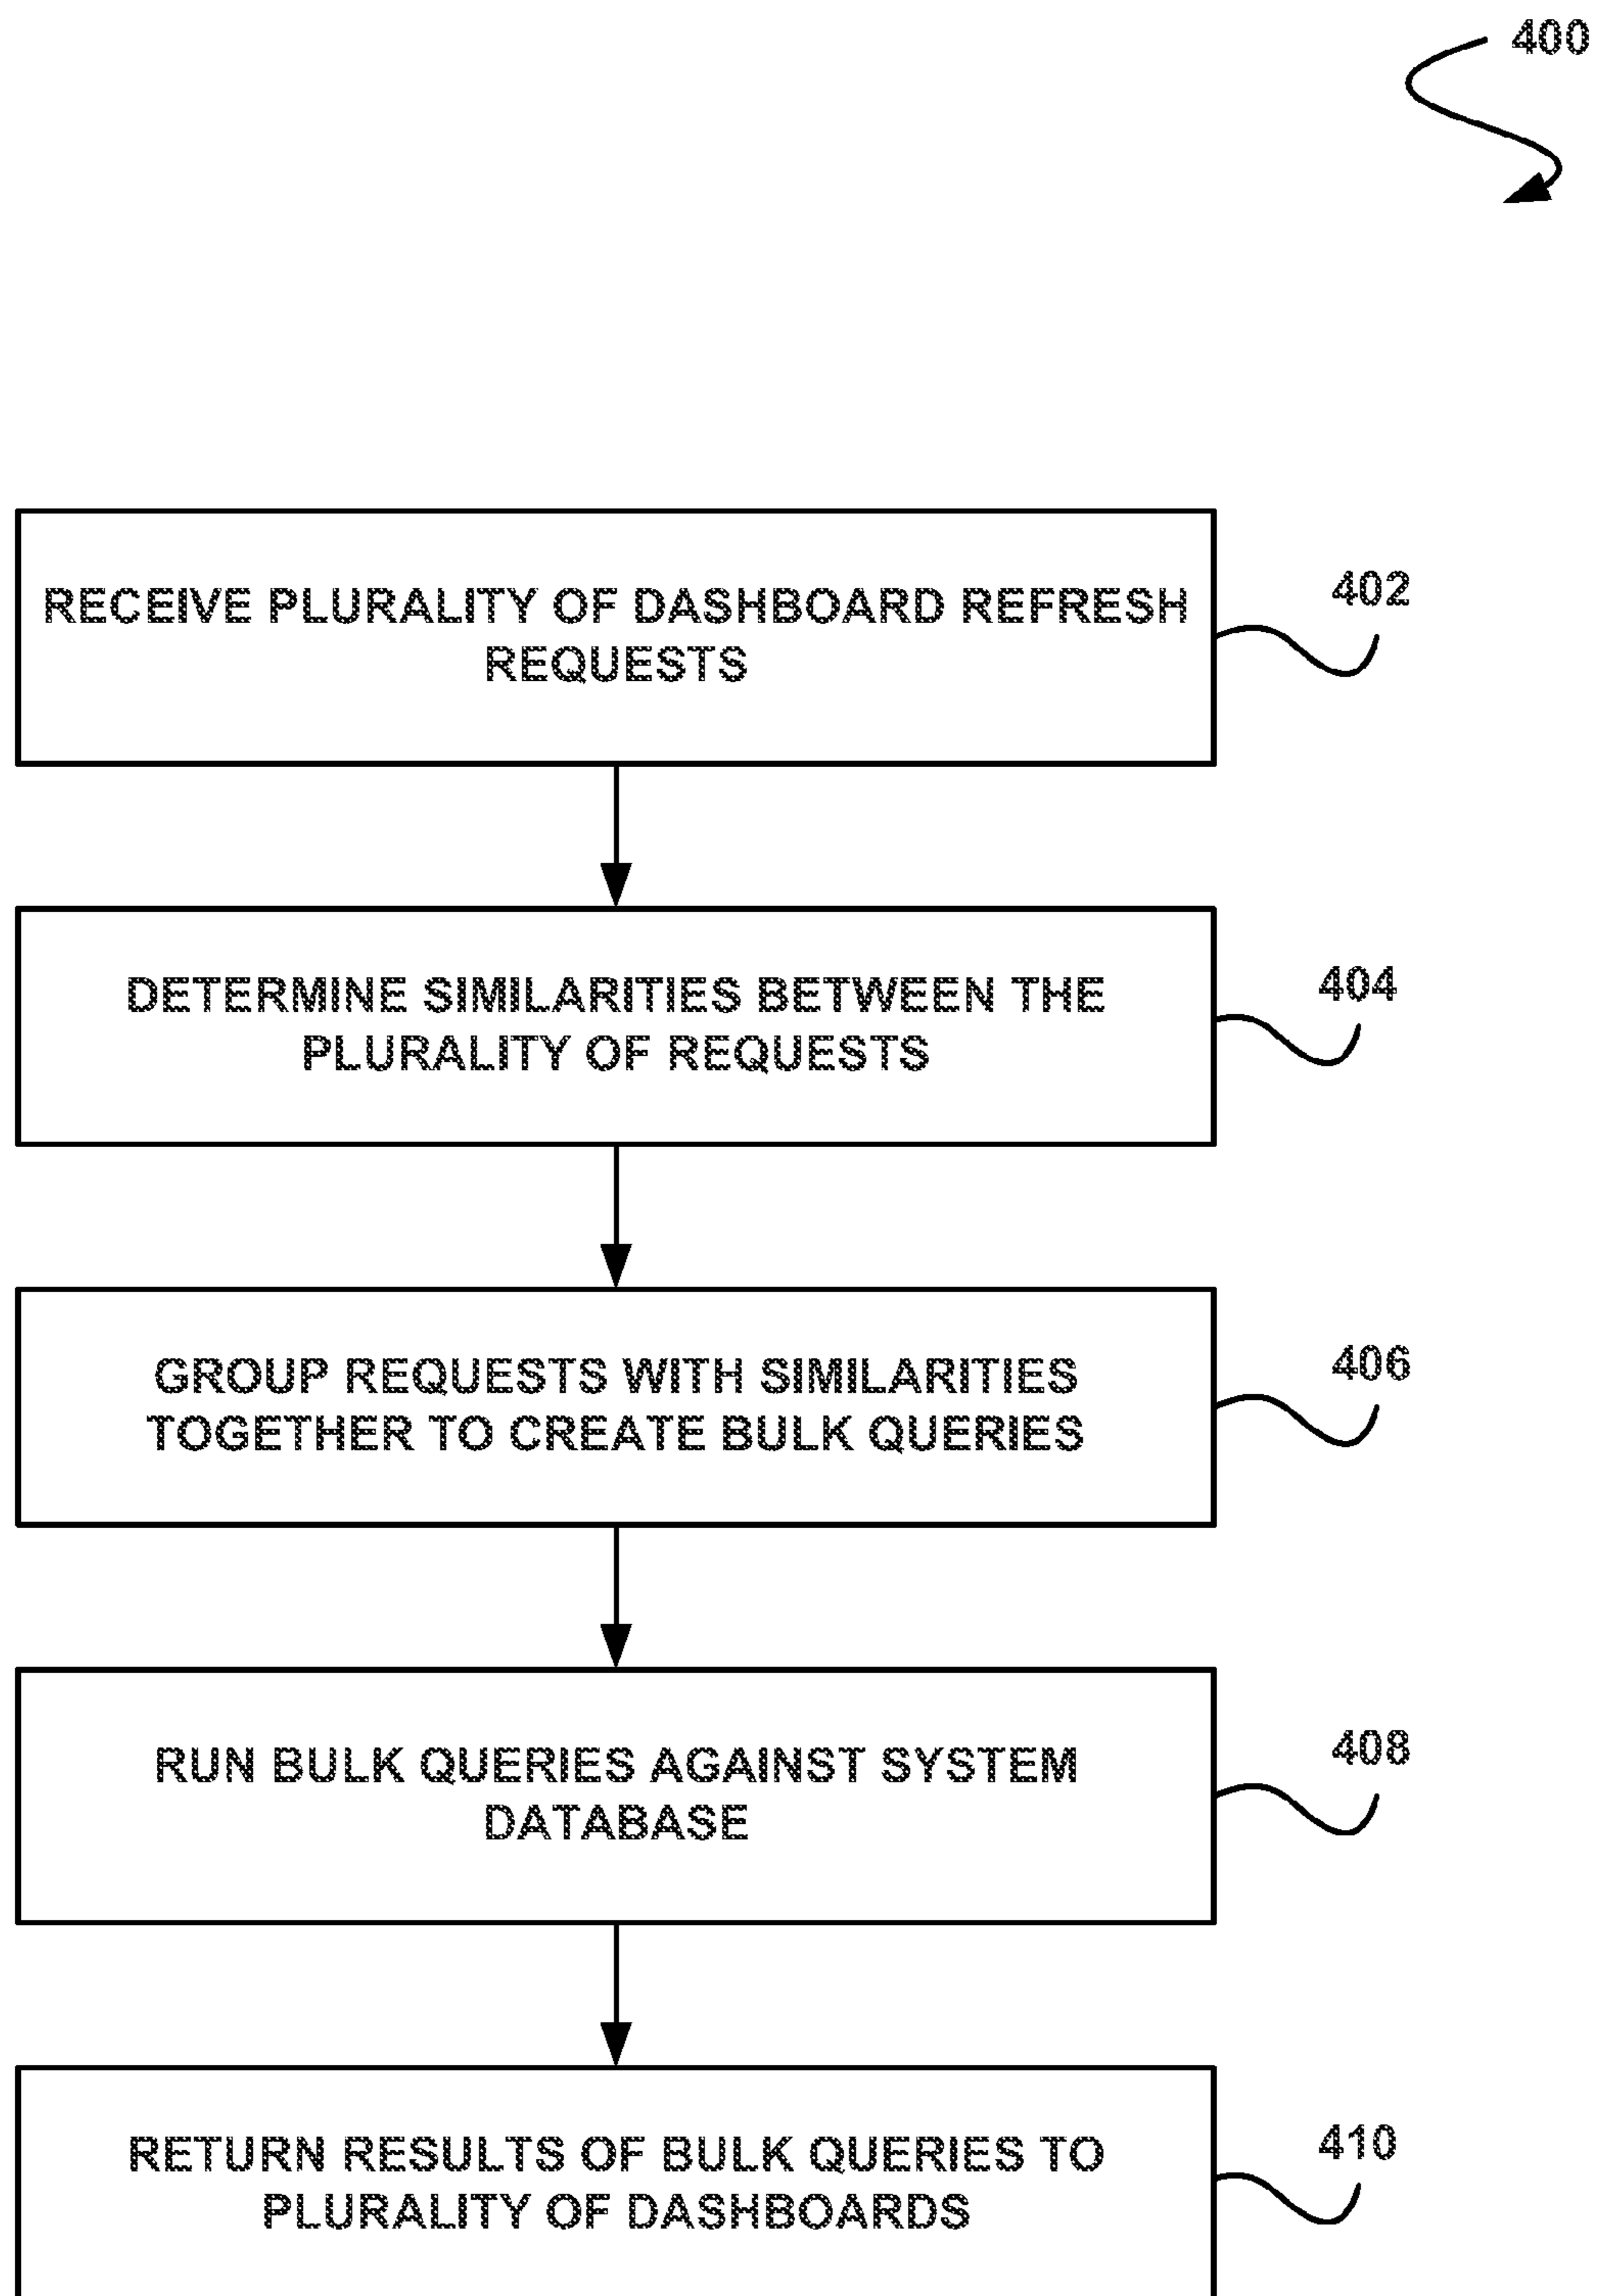 400
RECEIVE PLURALITY OF DASHBOARD REFRESH
REQUESTS
402
DETERMINE SIMILARITIES BETWEEN THE
PLURALITY OF REQUESTS
404
GROUP REQUESTS WITH SIMILARITIES
TOGETHER TO CREATE BULK QUERIES
406
RUN BULK QUERIES AGAINST SYSTEM
DATABASE
408
RETURN RESULTS OF BULK QUERIES TO
PLURALITY OF DASHBOARDS
410